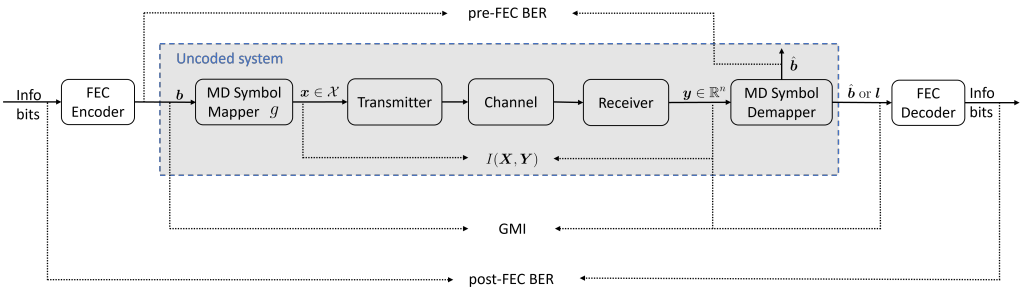 pre-FEC BER
Uncoded system
b̂
Info
bits
FEC
Encoder
b
MD Symbol
Mapper g
x ∈ 𝒳
Transmitter
Channel
Receiver
y ∈ ℝⁿ
MD Symbol
Demapper
b̂ or l
FEC
Decoder
Info
bits
I(X, Y)
GMI
post-FEC BER